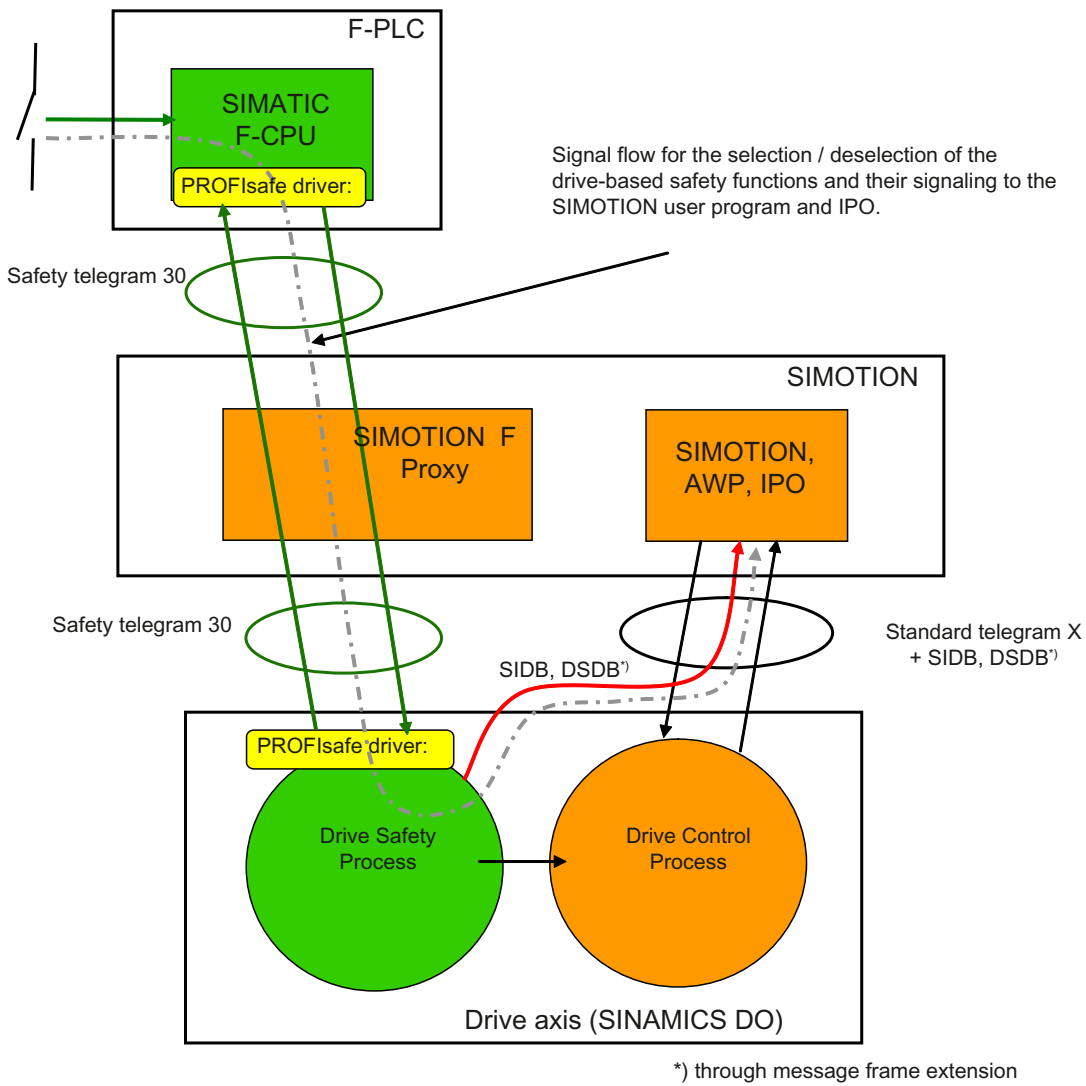 F-PLC
SIMATIC
F-CPU
PROFIsafe driver:
Signal flow for the selection / deselection of the
drive-based safety functions and their signaling to the
SIMOTION user program and IPO.
Safety telegram 30
SIMOTION
SIMOTION F
Proxy
SIMOTION,
AWP, IPO
Safety telegram 30
Standard telegram X
+ SIDB, DSDB*)
SIDB, DSDB*)
PROFIsafe driver:
Drive Safety
Process
Drive Control
Process
Drive axis (SINAMICS DO)
*) through message frame extension